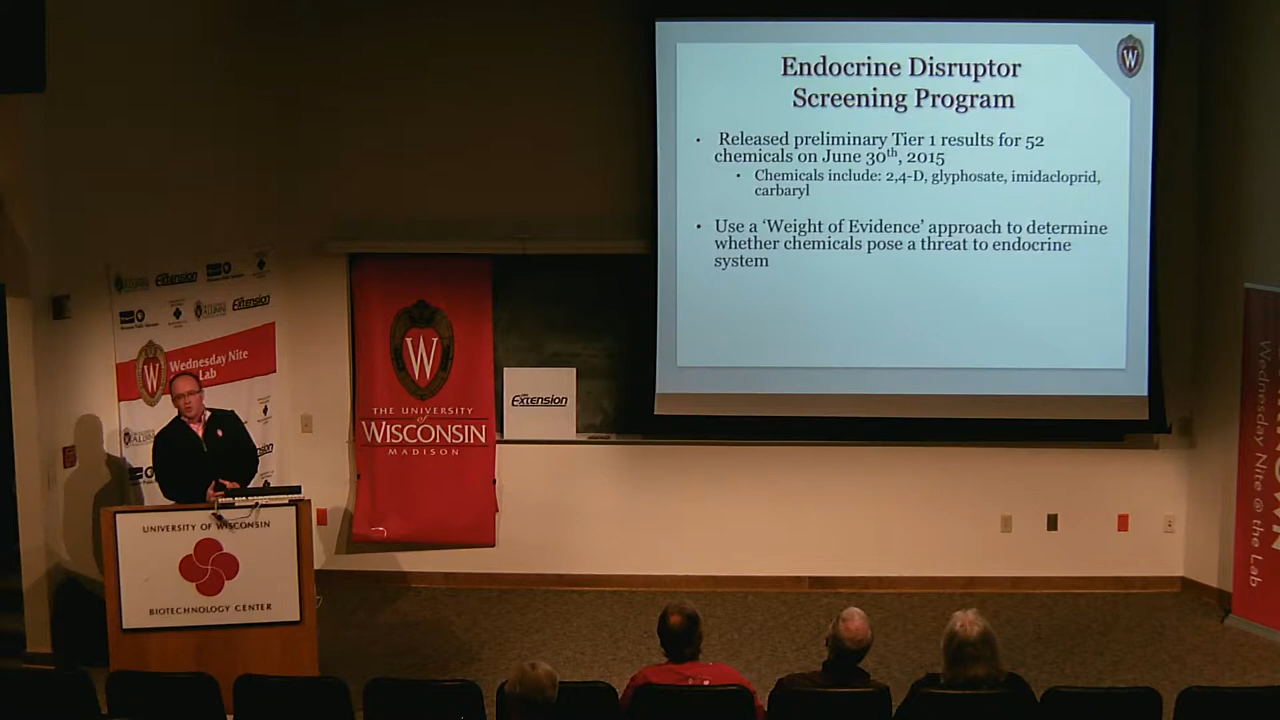 Endocrine Disruptor
Screening Program
Released preliminary Tier 1 results for 52
chemicals on June 30th, 2015
Chemicals include: 2,4-D, glyphosate, imidacloprid,
carbaryl
Use a ‘Weight of Evidence’ approach to determine
whether chemicals pose a threat to endocrine
system
W
Extension
Extension
Wednesday Nite
Lab
W
THE UNIVERSITY
of
WISCONSIN
MADISON
Extension
UNIVERSITY OF WISCONSIN
BIOTECHNOLOGY CENTER
Wednesday Nite @ the Lab